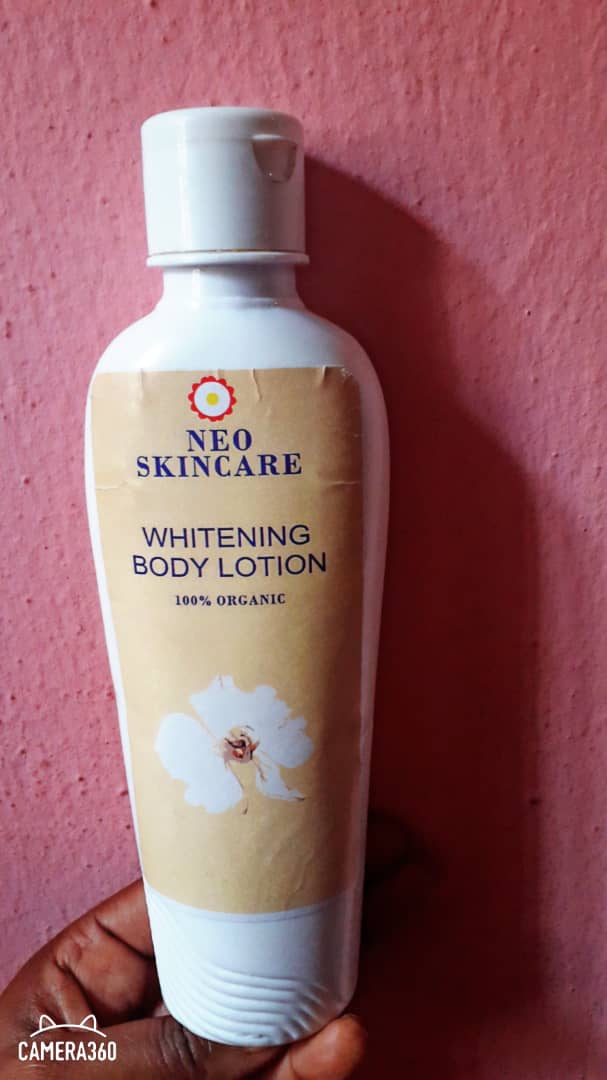 NEO
SKINCARE
WHITENING
BODY LOTION
100% ORGANIC
CAMERA360